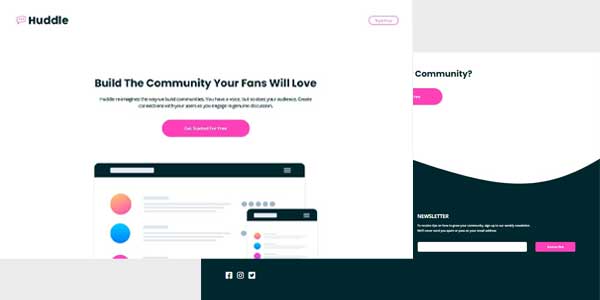 Huddle
Try It Free
Build The Community Your Fans Will Love
Huddle re-imagines the way we build communities. You have a voice, but so does your audience. Create
connections with your users as you engage in genuine discussion.
Get Started For Free
Community?
Free
NEWSLETTER
To receive tips on how to grow your community, sign up to our weekly newsletter.
We'll never send you spam or pass on your email address
Subscribe